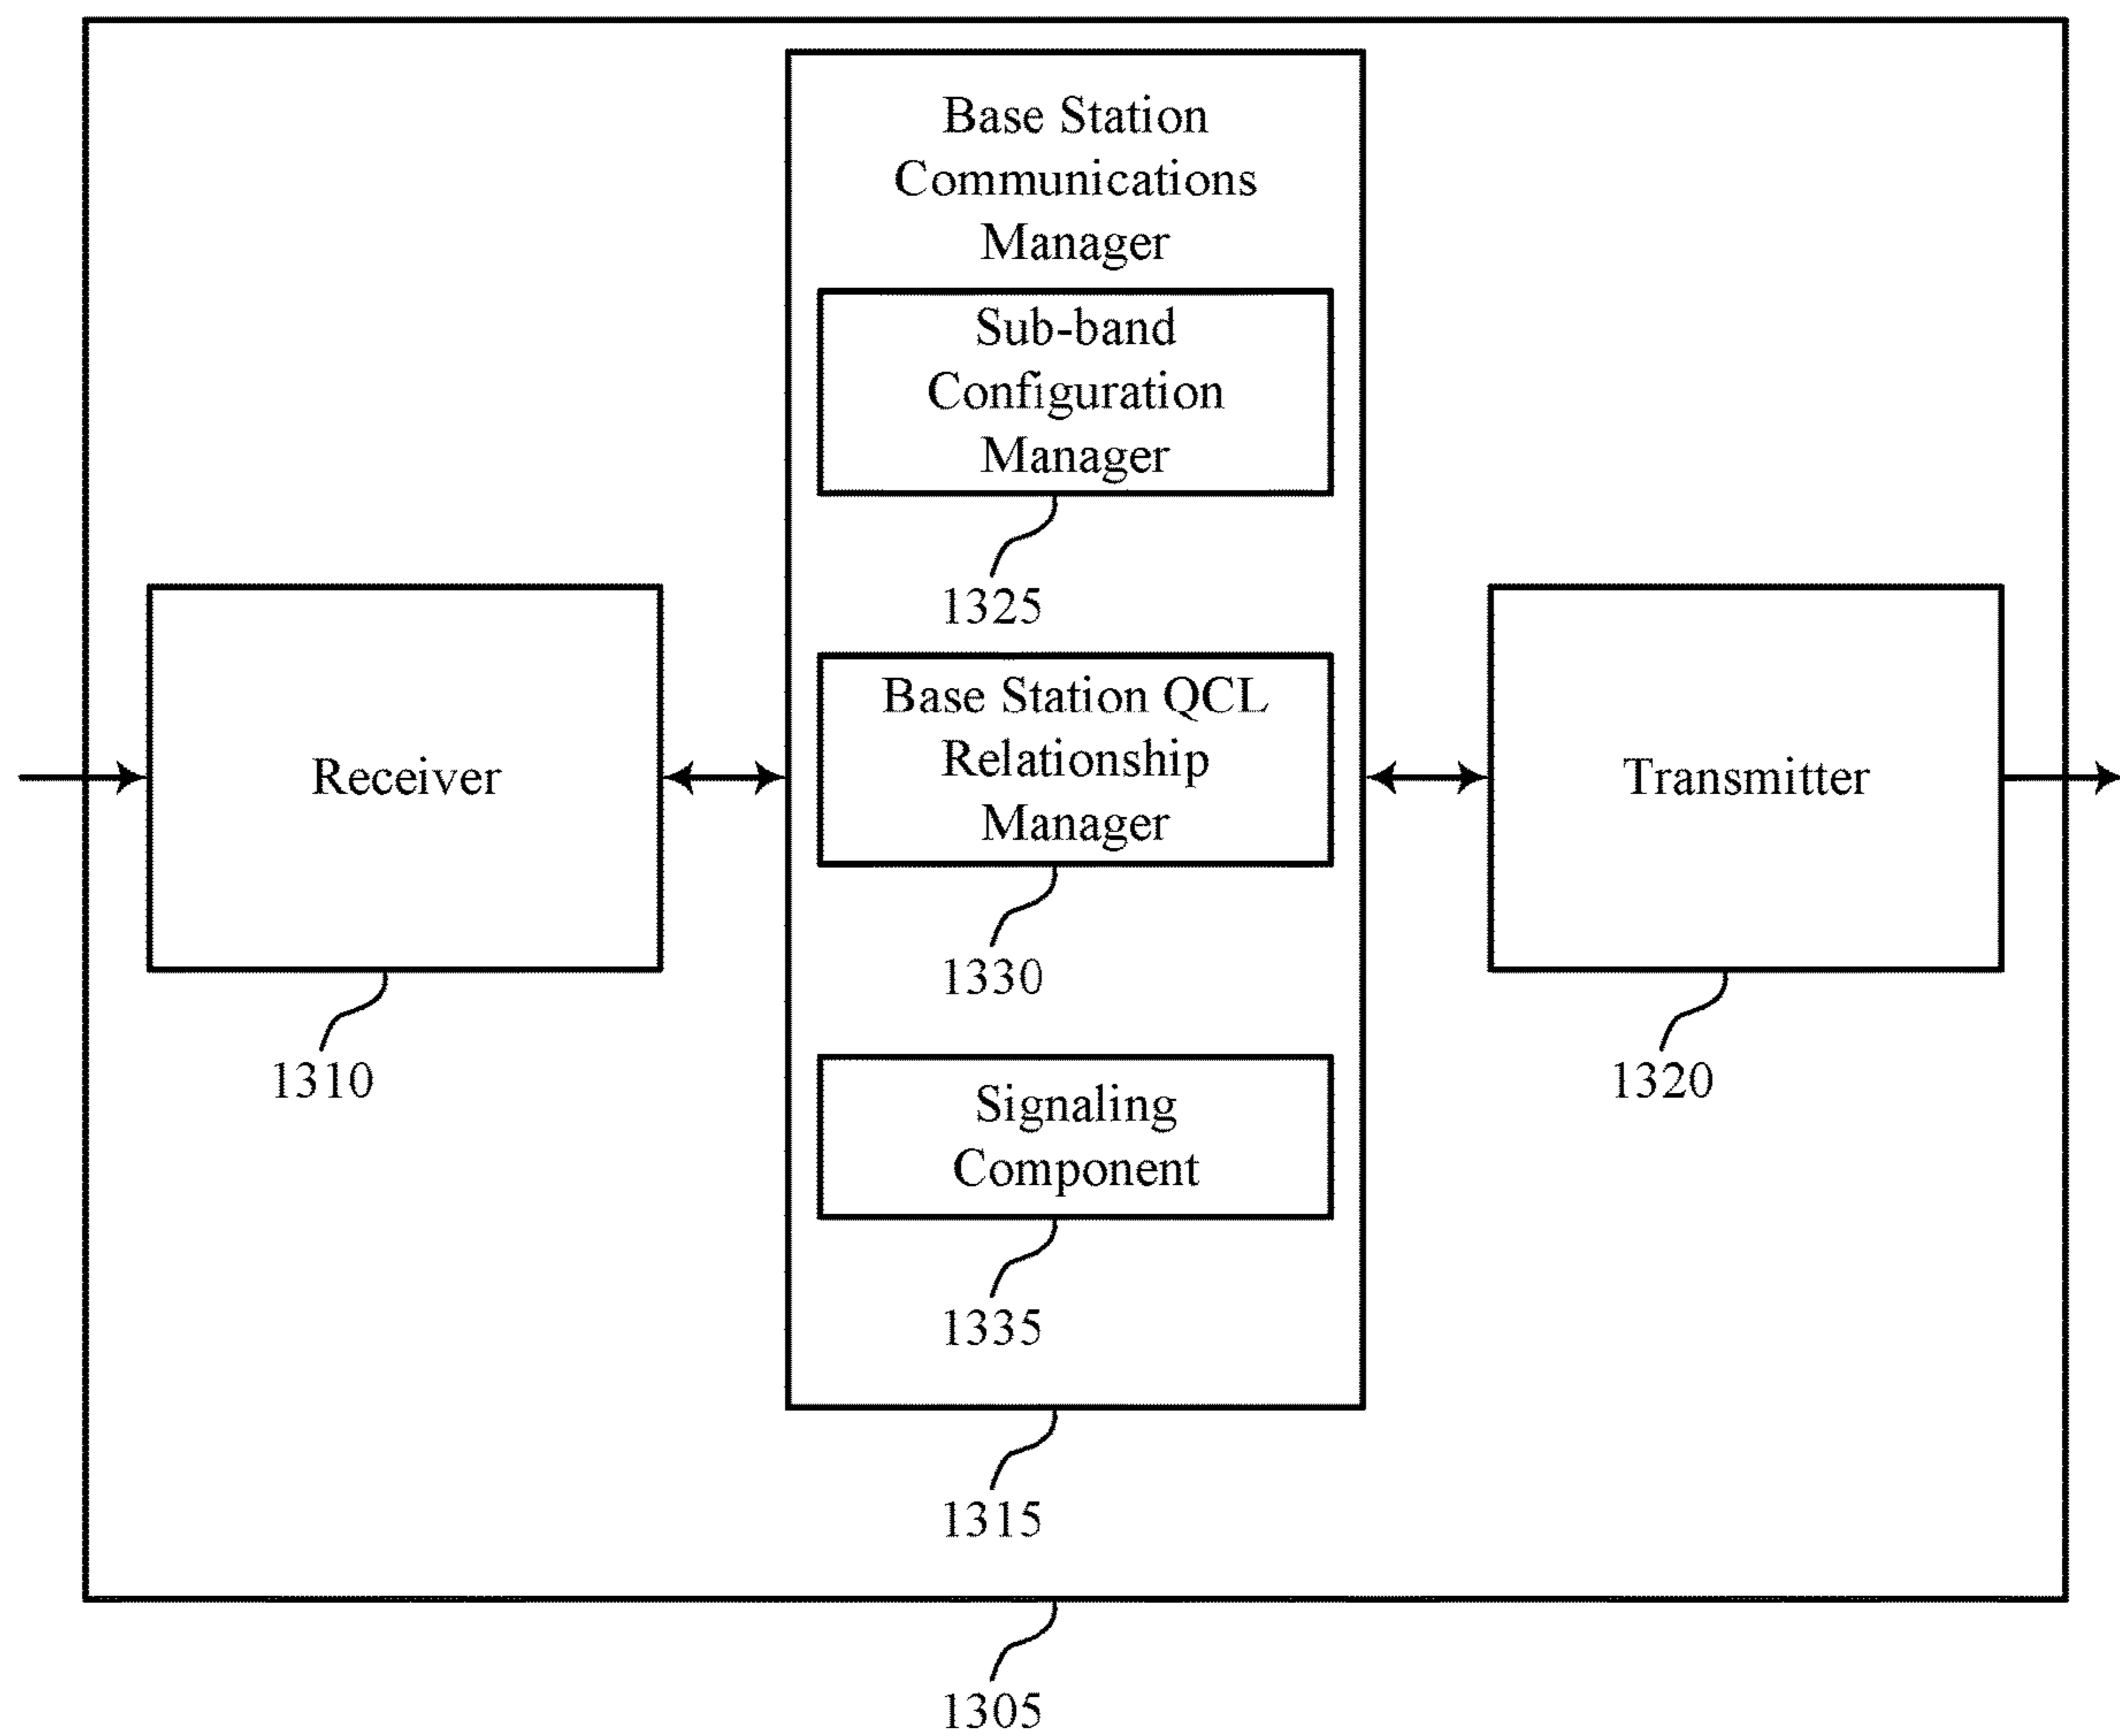 Base Station
Communications
Manager
Sub-band
Configuration
Manager
1325
Receiver
1310
Base Station QCL
Relationship
Manager
1330
Transmitter
1320
Signaling
Component
1335
1315
1305